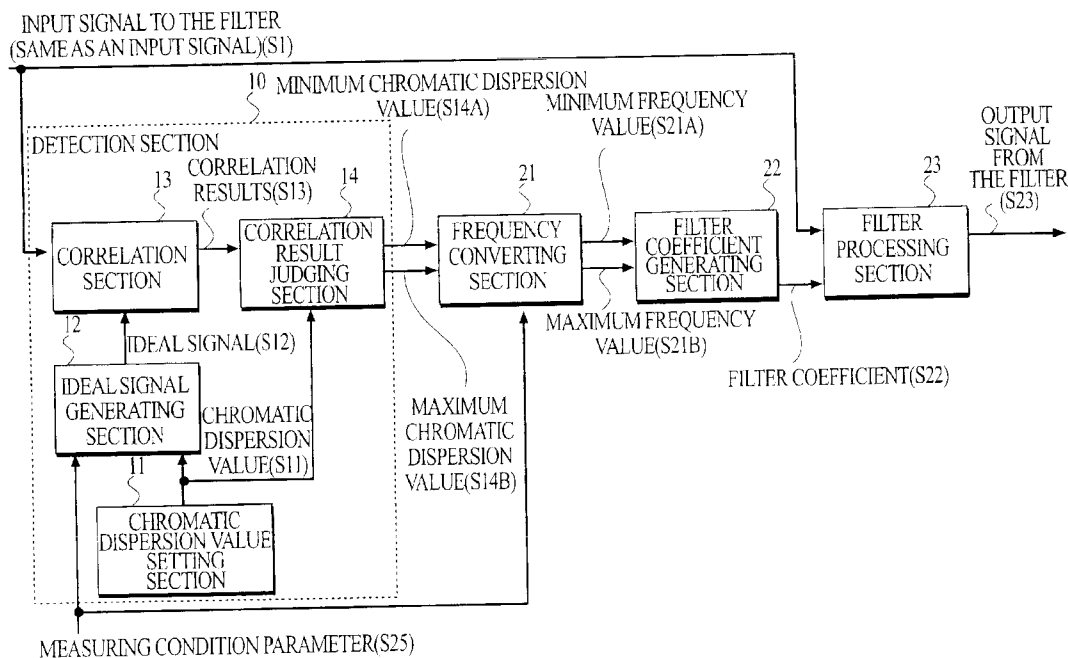 INPUT SIGNAL TO THE FILTER
(SAME AS AN INPUT SIGNAL)(S1)
10
MINIMUM CHROMATIC DISPERSION
VALUE(S14A)
MINIMUM FREQUENCY
VALUE(S21A)
OUTPUT
SIGNAL
FROM
THE FILTER
(S23)
DETECTION SECTION
CORRELATION
RESULTS(S13)
13
14
21
22
23
CORRELATION
SECTION
CORRELATION
RESULT
JUDGING
SECTION
FREQUENCY
CONVERTING
SECTION
FILTER
COEFFICIENT
GENERATING
SECTION
FILTER
PROCESSING
SECTION
12
IDEAL SIGNAL(S12)
MAXIMUM FREQUENCY
VALUE(S21B)
FILTER COEFFICIENT(S22)
IDEAL SIGNAL
GENERATING
SECTION
CHROMATIC
DISPERSION
VALUE(S11)
MAXIMUM
CHROMATIC
DISPERSION
VALUE(S14B)
11
CHROMATIC
DISPERSION VALUE
SETTING
SECTION
MEASURING CONDITION PARAMETER(S25)